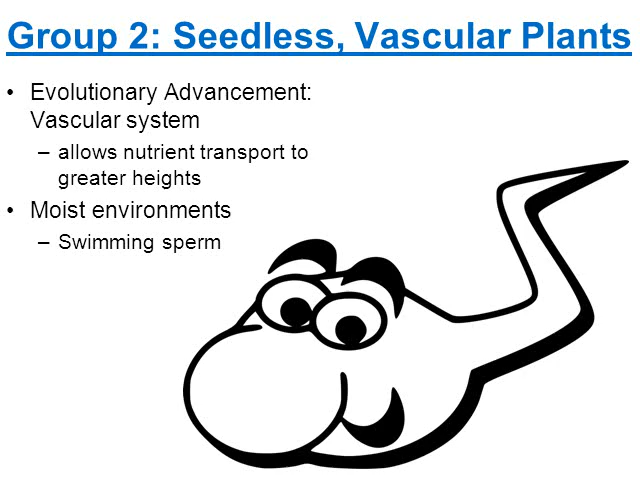 Group 2: Seedless, Vascular Plants
• Evolutionary Advancement:
Vascular system
– allows nutrient transport to
greater heights
• Moist environments
– Swimming sperm